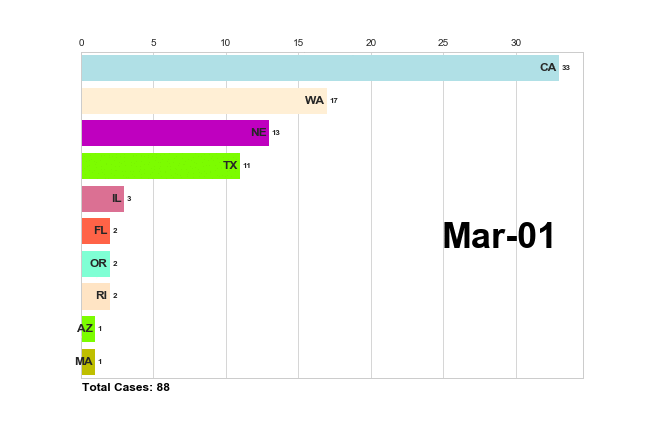 0 5 10 15 20 25 30
CA 33
WA 17
NE 13
TX 11
IL 3
FL 2
Mar-01
OR 2
RI 2
AZ 1
MA 1
Total Cases: 88